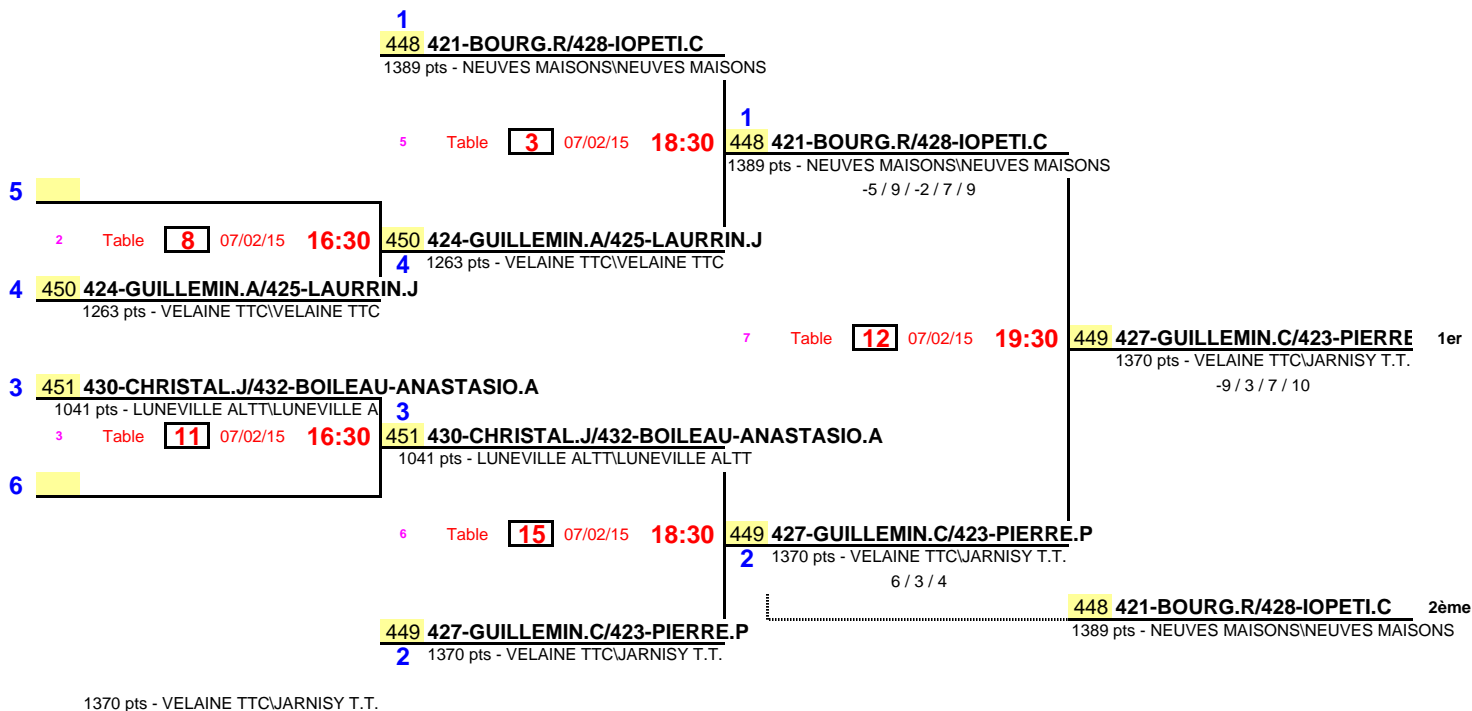 1
448 421-BOURG.R/428-IOPETI.C
1389 pts - NEUVES MAISONS\NEUVES MAISONS
1
5 Table 3 07/02/15 18:30 448 421-BOURG.R/428-IOPETI.C
1389 pts - NEUVES MAISONS\NEUVES MAISONS
5 -5 / 9 / -2 / 7 / 9
2 Table 8 07/02/15 16:30 450 424-GUILLEMIN.A/425-LAURRIN.J
4 1263 pts - VELAINE TTC\VELAINE TTC
4 450 424-GUILLEMIN.A/425-LAURRIN.J
1263 pts - VELAINE TTC\VELAINE TTC
7 Table 12 07/02/15 19:30 449 427-GUILLEMIN.C/423-PIERRE 1er
1370 pts - VELAINE TTC\JARNISY T.T.
3 451 430-CHRISTAL.J/432-BOILEAU-ANASTASIO.A -9 / 3 / 7 / 10
1041 pts - LUNEVILLE ALTT\LUNEVILLE A 3
3 Table 11 07/02/15 16:30 451 430-CHRISTAL.J/432-BOILEAU-ANASTASIO.A
1041 pts - LUNEVILLE ALTT\LUNEVILLE ALTT
6
6 Table 15 07/02/15 18:30 449 427-GUILLEMIN.C/423-PIERRE.P
2 1370 pts - VELAINE TTC\JARNISY T.T.
6 / 3 / 4
448 421-BOURG.R/428-IOPETI.C 2ème
449 427-GUILLEMIN.C/423-PIERRE.P 1389 pts - NEUVES MAISONS\NEUVES MAISONS
2 1370 pts - VELAINE TTC\JARNISY T.T.
1370 pts - VELAINE TTC\JARNISY T.T.